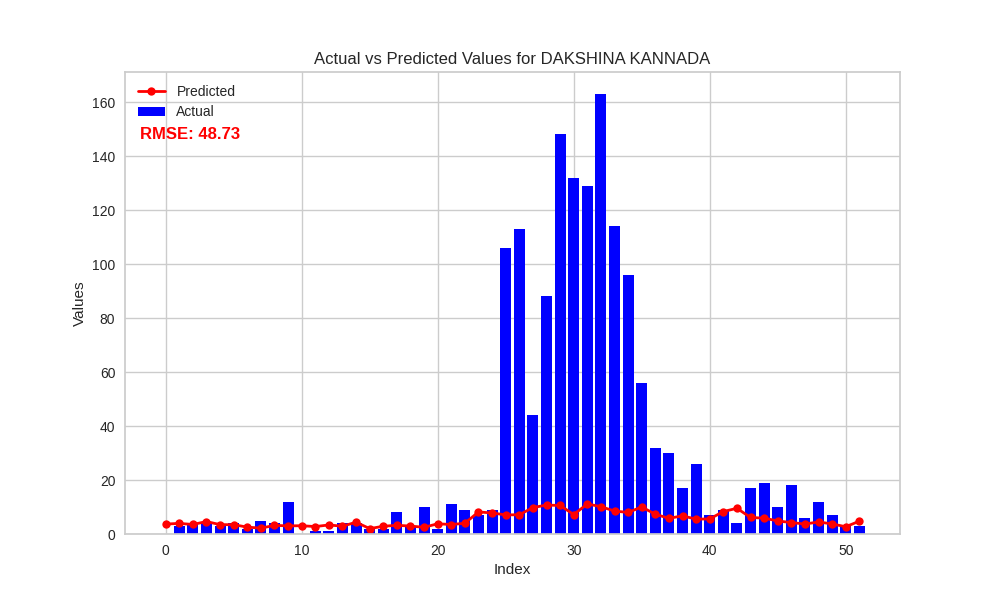 Actual vs Predicted Values for DAKSHINA KANNADA
Predicted
Actual
RMSE: 48.73
160
140
120
100
80
60
40
20
0
Values
0 10 20 30 40 50
Index